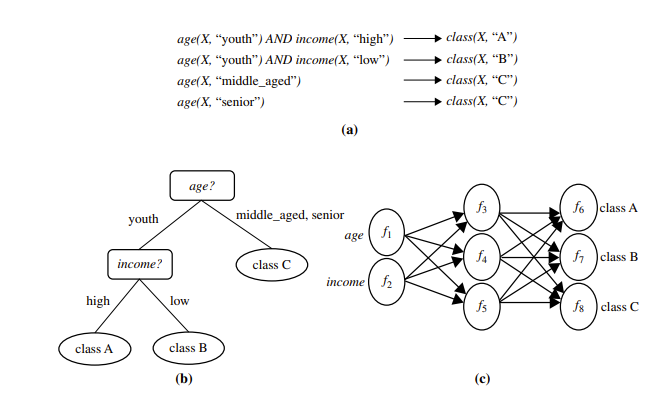 age(X, “youth”) AND income(X, “high”) class(X, “A”)
age(X, “youth”) AND income(X, “low”) class(X, “B”)
age(X, “middle_aged”) class(X, “C”)
age(X, “senior”) class(X, “C”)
(a)
age?
youth
middle_aged, senior
income?
class C
high
low
class A
class B
(b)
age
income
f1
f2
f3
f4
f5
f6
f7
f8
class A
class B
class C
(c)